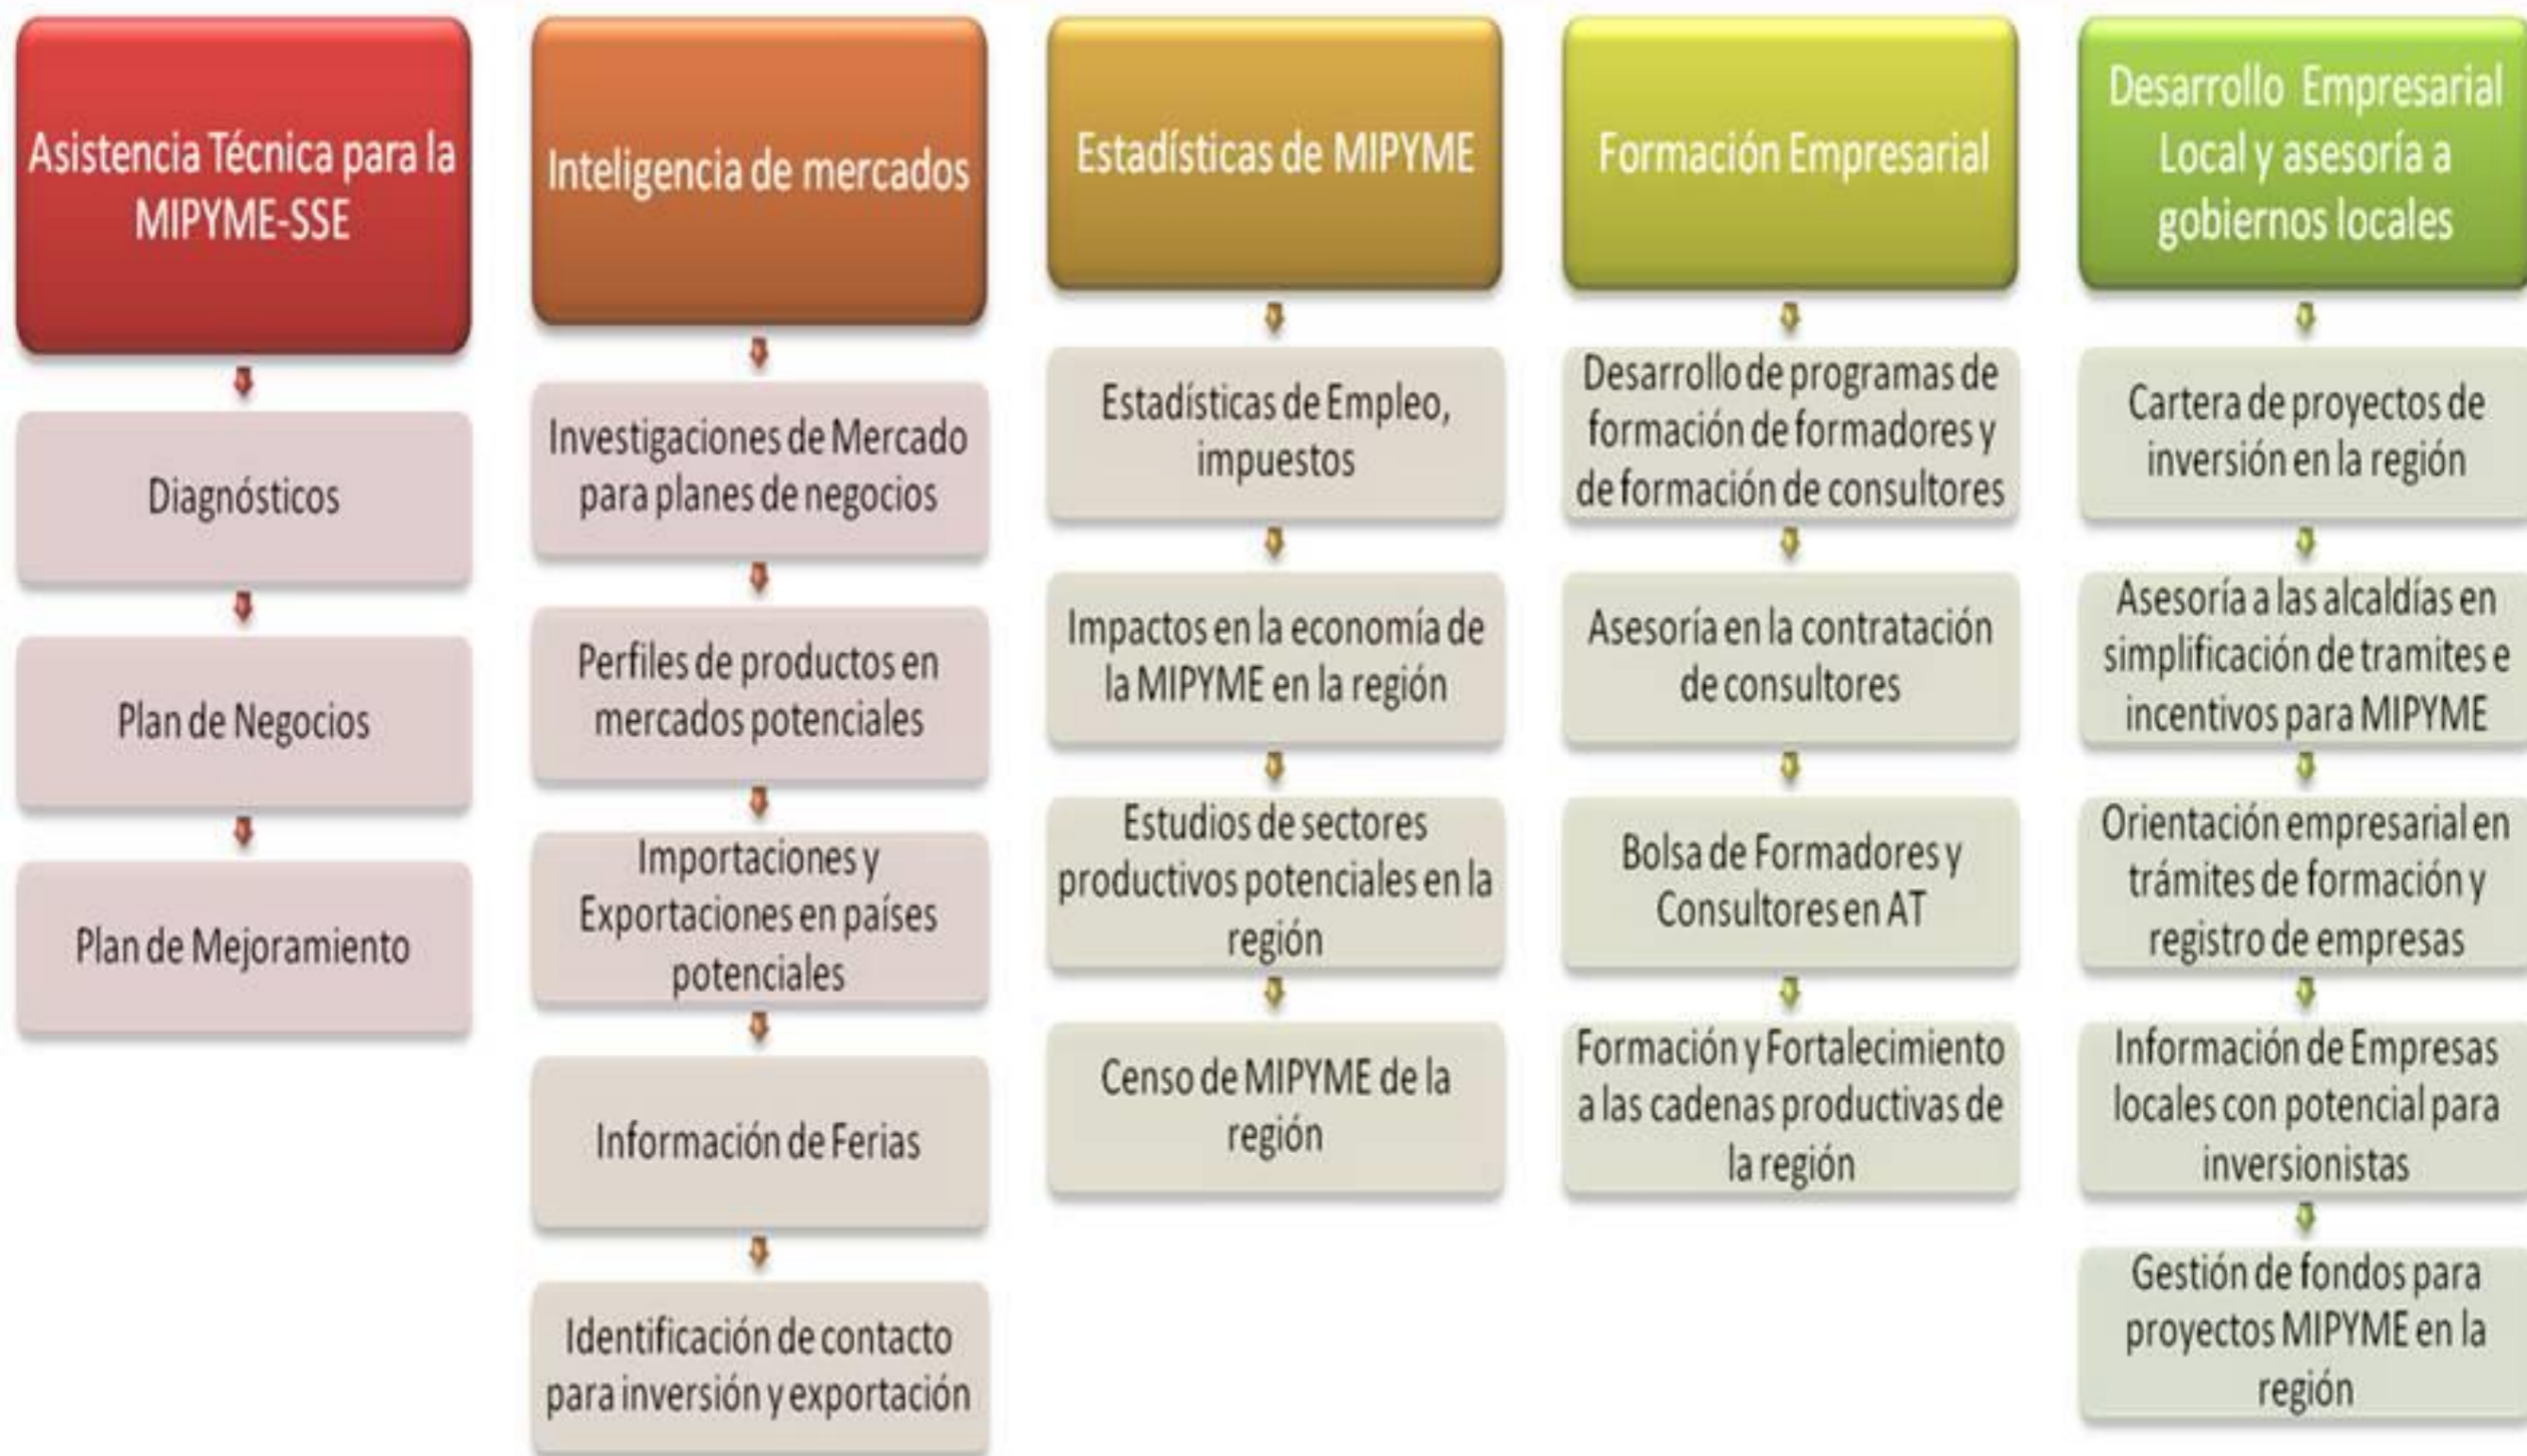 Asistencia Técnica para la
MIPYME-SSE
Diagnósticos
Plan de Negocios
Plan de Mejoramiento
Inteligencia de mercados
Investigaciones de Mercado
para planes de negocios
Perfiles de productos en
mercados potenciales
Importaciones y
Exportaciones en países
potenciales
Información de Ferias
Identificación de contacto
para inversión y exportación
Estadísticas de MIPYME
Estadísticas de Empleo,
impuestos
Impactos en la economía de
la MIPYME en la región
Estudios de sectores
productivos potenciales en la
región
Censo de MIPYME de la
región
Formación Empresarial
Desarrollo de programas de
formación de formadores y
de formación de consultores
Asesoría en la contratación
de consultores
Bolsa de Formadores y
Consultores en AT
Formación y Fortalecimiento
a las cadenas productivas de
la región
Desarrollo Empresarial
Local y asesoría a
gobiernos locales
Cartera de proyectos de
inversión en la región
Asesoría a las alcaldías en
simplificación de tramites e
incentivos para MIPYME
Orientación empresarial en
trámites de formación y
registro de empresas
Información de Empresas
locales con potencial para
inversionistas
Gestión de fondos para
proyectos MIPYME en la
región